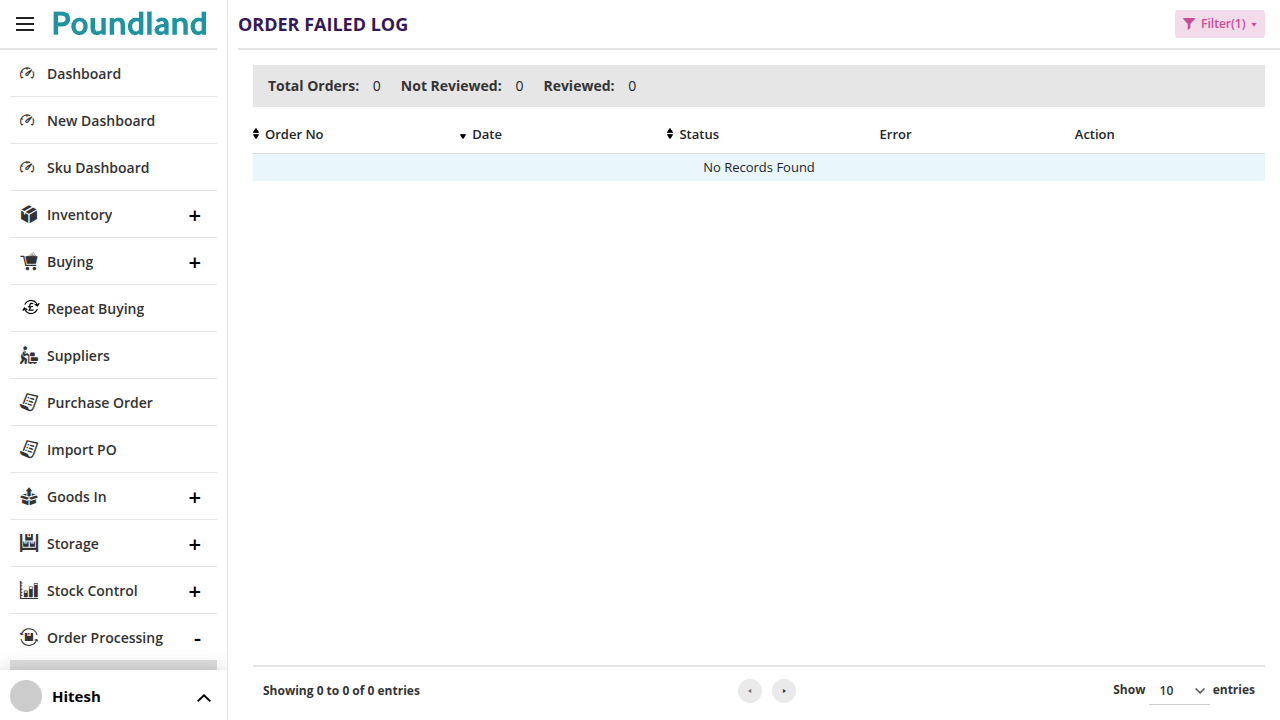 Poundland
ORDER FAILED LOG
Filter(1)
Dashboard
New Dashboard
Sku Dashboard
Inventory +
Buying +
Repeat Buying
Suppliers
Purchase Order
Import PO
Goods In +
Storage +
Stock Control +
Order Processing -
Hitesh
Total Orders: 0 Not Reviewed: 0 Reviewed: 0
Order No Date Status Error Action
No Records Found
Showing 0 to 0 of 0 entries
Show 10 entries